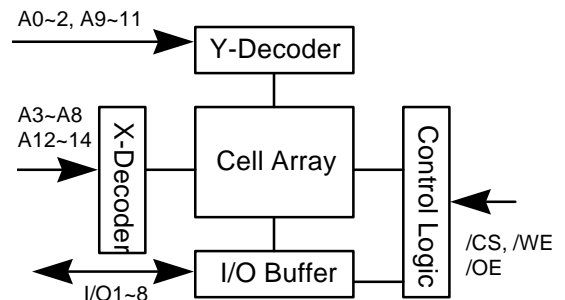 A0~2, A9~11
Y-Decoder
A3~A8
A12~14
X-Decoder
Cell Array
Control Logic
/CS, /WE
/OE
I/O Buffer
I/O1~8